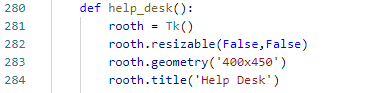 280 def help_desk():
281 rooth = Tk()
282 rooth.resizable(False,False)
283 rooth.geometry('400x450')
284 rooth.title('Help Desk')